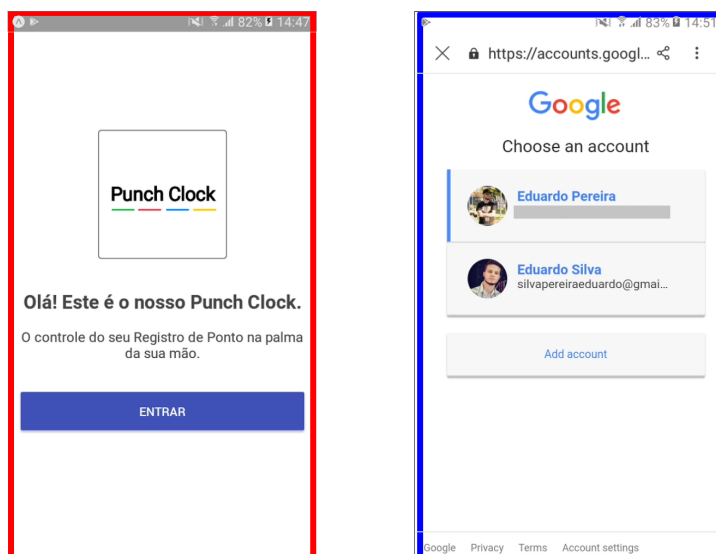 82% 14:47
Punch Clock
Olá! Este é o nosso Punch Clock.
O controle do seu Registro de Ponto na palma
da sua mão.
ENTRAR
83% 14:51
https://accounts.googl...
Google
Choose an account
Eduardo Pereira
Eduardo Silva
silvapereiraeduardo@gmai...
Add account
Google Privacy Terms Account settings